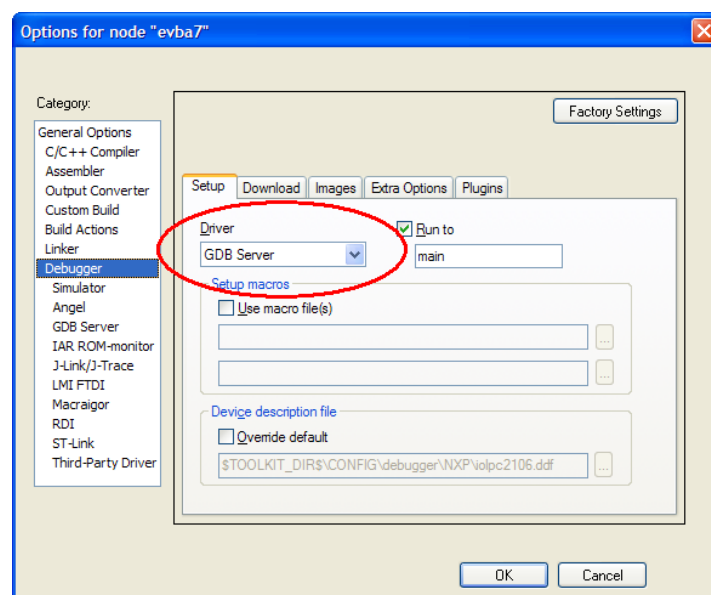 Options for node "evba7"
Category:
Factory Settings
General Options
C/C++ Compiler
Assembler
Output Converter
Custom Build
Build Actions
Linker
Debugger
Simulator
Angel
GDB Server
IAR ROM-monitor
J-Link/J-Trace
LMI FTDI
Macraigor
RDI
ST-Link
Third-Party Driver
Setup Download Images Extra Options Plugins
Driver
GDB Server
Run to
main
Setup macros
Use macro file(s)
...
...
Device description file
Override default
$TOOLKIT_DIR$\CONFIG\debugger\NXP\iolpc2106.ddf
...
OK Cancel